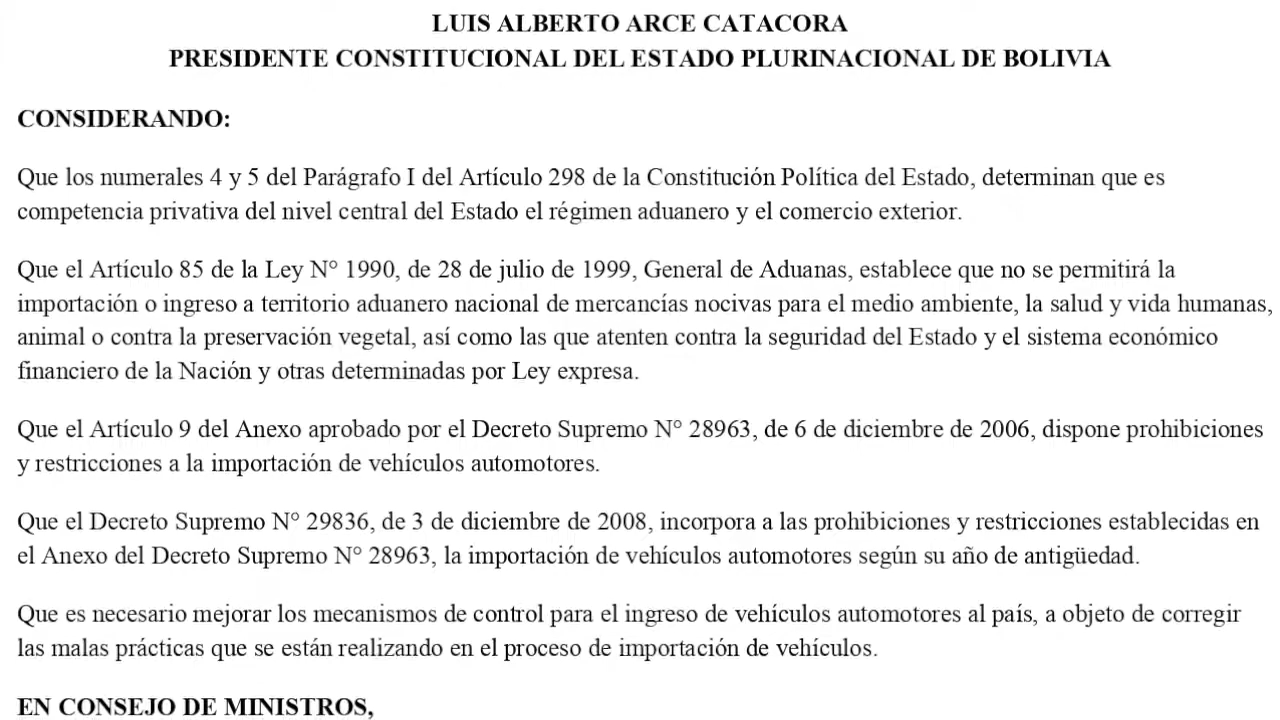 LUIS ALBERTO ARCE CATACORA
PRESIDENTE CONSTITUCIONAL DEL ESTADO PLURINACIONAL DE BOLIVIA
CONSIDERANDO:
Que los numerales 4 y 5 del Parágrafo I del Artículo 298 de la Constitución Política del Estado, determinan que es
competencia privativa del nivel central del Estado el régimen aduanero y el comercio exterior.
Que el Artículo 85 de la Ley N° 1990, de 28 de julio de 1999, General de Aduanas, establece que no se permitirá la
importación o ingreso a territorio aduanero nacional de mercancías nocivas para el medio ambiente, la salud y vida humanas,
animal o contra la preservación vegetal, así como las que atenten contra la seguridad del Estado y el sistema económico
financiero de la Nación y otras determinadas por Ley expresa.
Que el Artículo 9 del Anexo aprobado por el Decreto Supremo N° 28963, de 6 de diciembre de 2006, dispone prohibiciones
y restricciones a la importación de vehículos automotores.
Que el Decreto Supremo N° 29836, de 3 de diciembre de 2008, incorpora a las prohibiciones y restricciones establecidas en
el Anexo del Decreto Supremo N° 28963, la importación de vehículos automotores según su año de antigüedad.
Que es necesario mejorar los mecanismos de control para el ingreso de vehículos automotores al país, a objeto de corregir
las malas prácticas que se están realizando en el proceso de importación de vehículos.
EN CONSEJO DE MINISTROS,